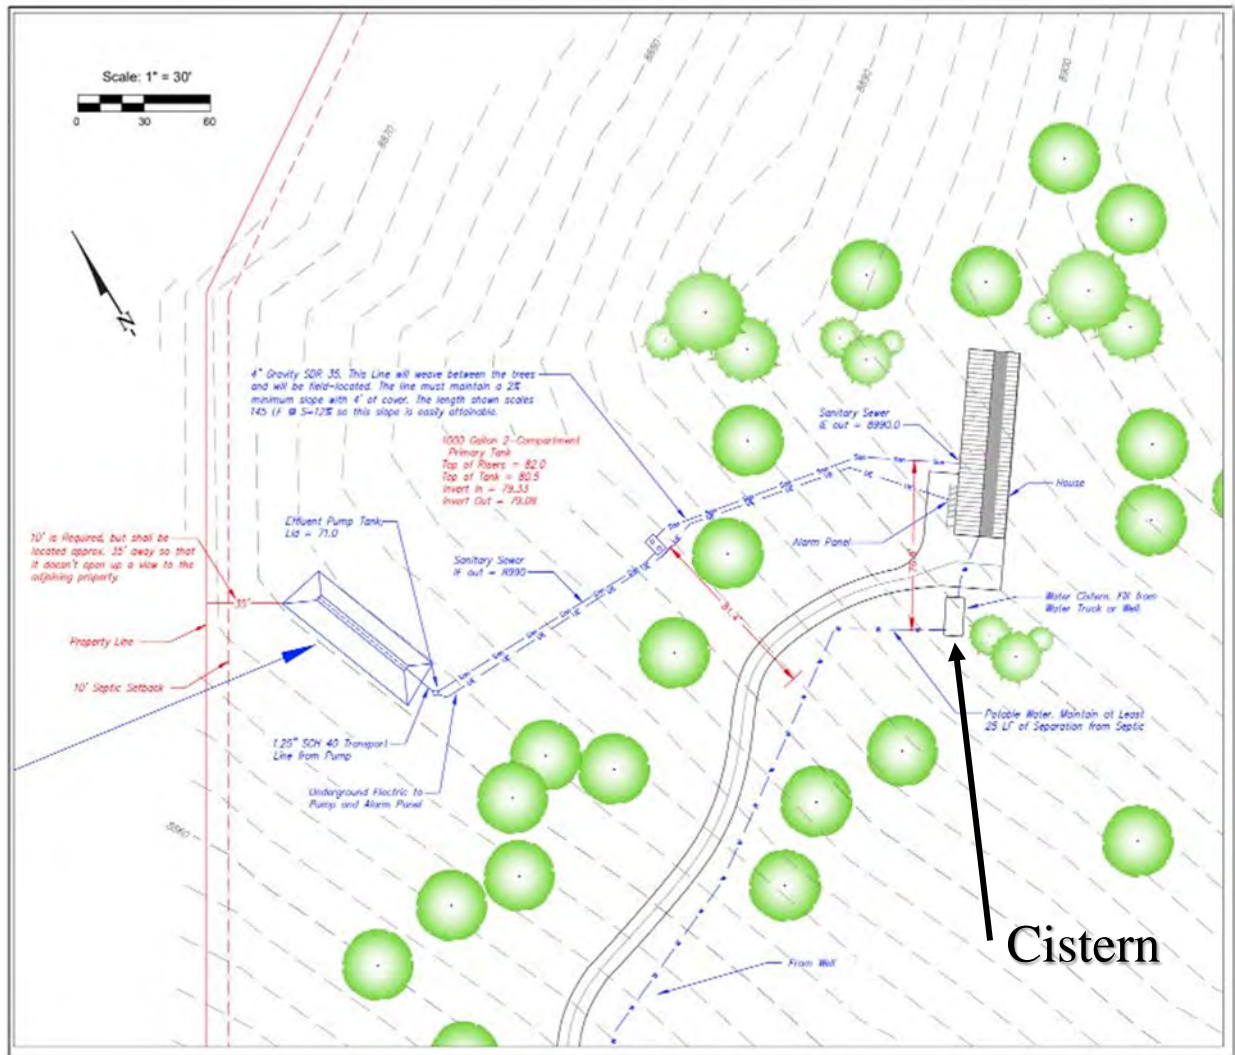 Scale: 1" = 30'
0 30 60
8870
8880
8890
8900
N
4" Gravity SDR 35. This Line will weave between the trees
and will be field-located. The line must maintain a 2%
minimum slope with 4' of cover. The length shown scales
145 LF @ S=12% so this slope is easily attainable.
1000 Gallon 2-Compartment
Primary Tank
Top of Risers = 82.0
Top of Tank = 80.5
Invert In = 79.33
Invert Out = 79.08
Sanitary Sewer
IE out = 8990.0
House
Alarm Panel
Effluent Pump Tank,
Lid = 71.0
Sanitary Sewer
IE out = 8990
10' is Required, but shall be
located approx. 35' away so that
it doesn't open up a view to the
adjoining property.
35'
81.4'
Water Cistern. Fill from
Water Truck or Well.
Property Line
10' Septic Setback
Potable Water. Maintain at Least
25 LF of Separation from Septic
1.25" SCH 40 Transport
Line from Pump
Underground Electric to
Pump and Alarm Panel
8860
Cistern
From Well